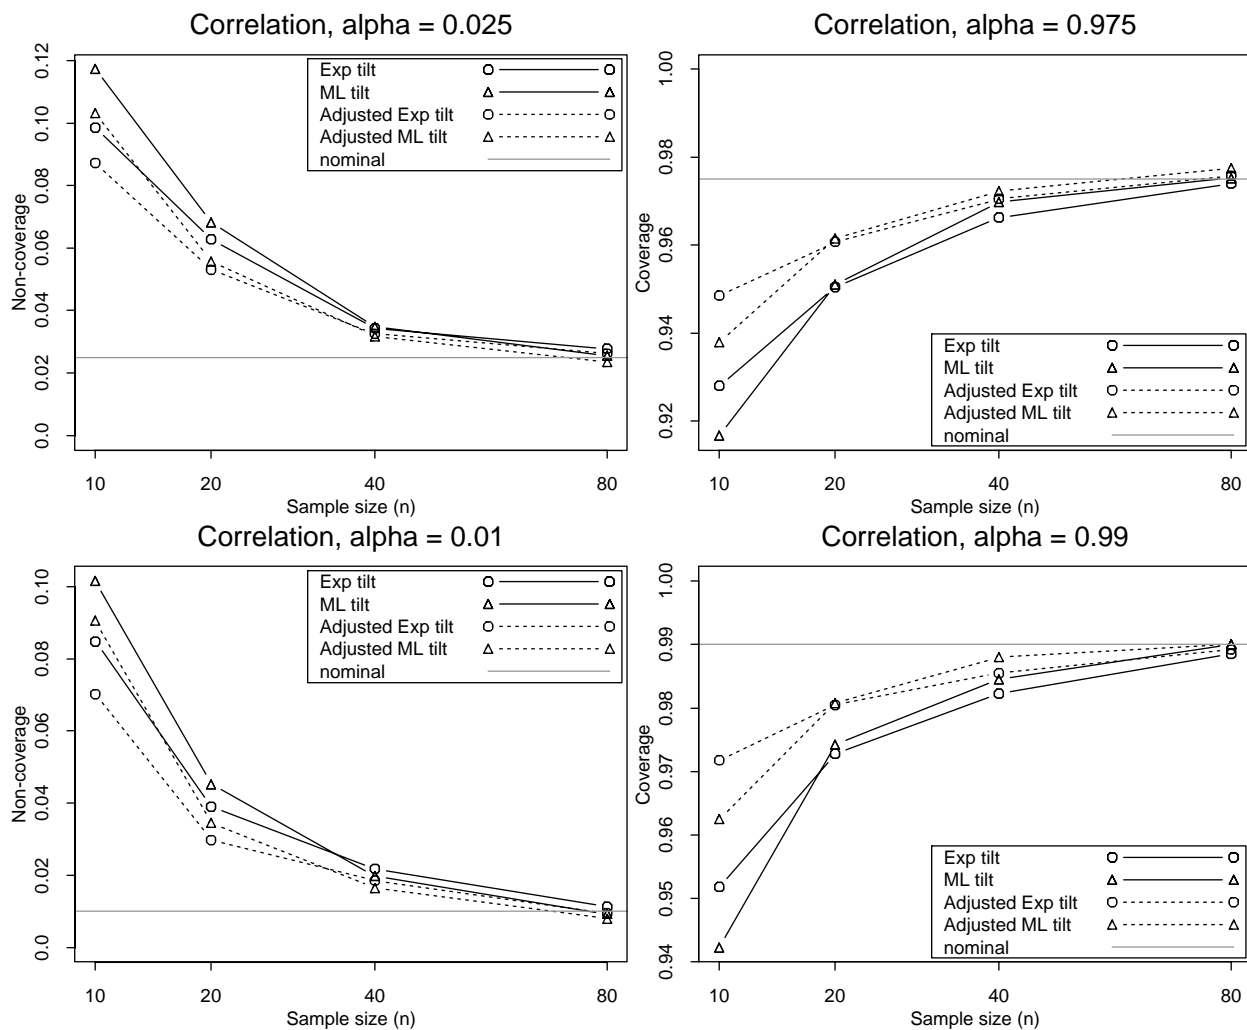 Correlation, alpha = 0.025
Non-coverage
0.12
0.10
0.08
0.06
0.04
0.02
0.0
Exp tilt
ML tilt
Adjusted Exp tilt
Adjusted ML tilt
nominal
10 20 40 80
Sample size (n)
Correlation, alpha = 0.975
Coverage
1.00
0.98
0.96
0.94
0.92
Exp tilt
ML tilt
Adjusted Exp tilt
Adjusted ML tilt
nominal
10 20 40 80
Sample size (n)
Correlation, alpha = 0.01
Non-coverage
0.10
0.08
0.06
0.04
0.02
0.0
Exp tilt
ML tilt
Adjusted Exp tilt
Adjusted ML tilt
nominal
10 20 40 80
Sample size (n)
Correlation, alpha = 0.99
Coverage
1.00
0.99
0.98
0.97
0.96
0.95
0.94
Exp tilt
ML tilt
Adjusted Exp tilt
Adjusted ML tilt
nominal
10 20 40 80
Sample size (n)